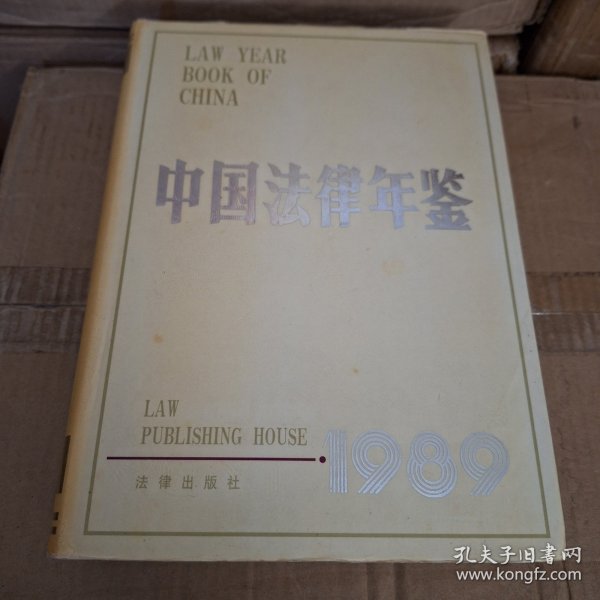 LAW YEAR
BOOK OF
CHINA
中国法律年鉴
LAW
PUBLISHING HOUSE
1989
法律出版社
孔夫子旧书网
www.kongfz.com